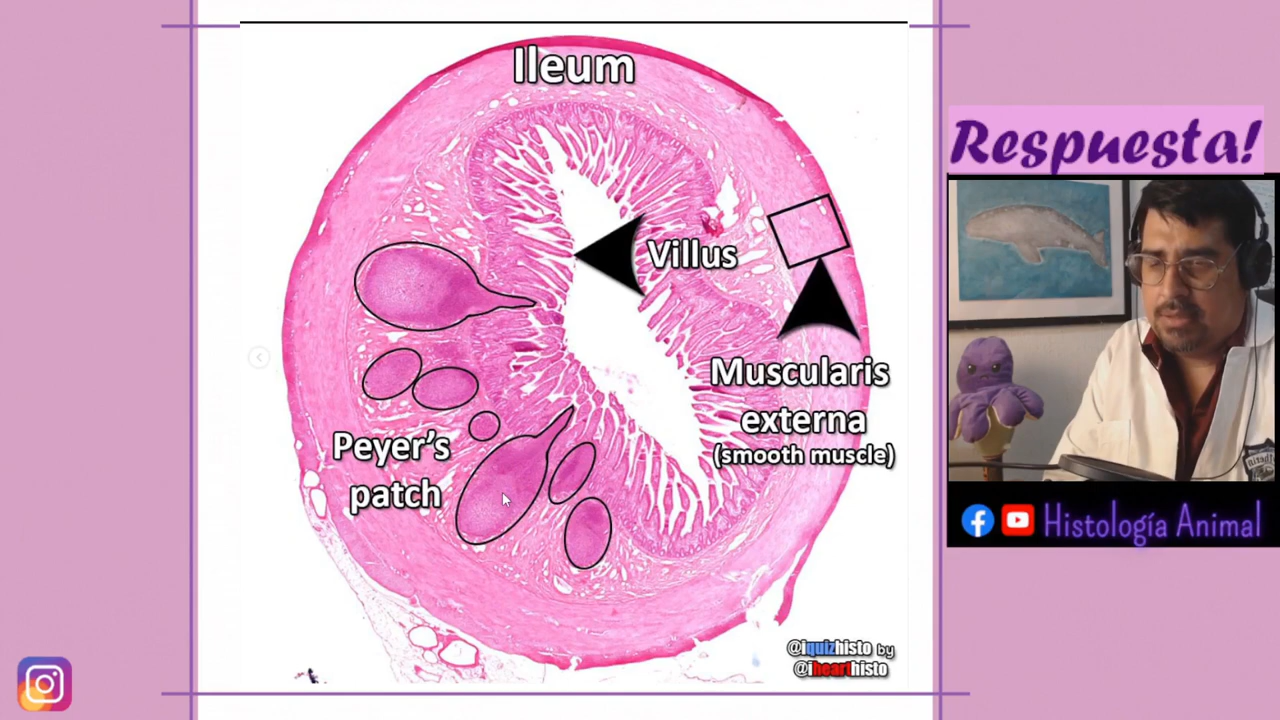 Ileum
Respuesta!
Villus
Muscularis
externa
(smooth muscle)
Peyer's
patch
Histología Animal
@iquizhisto by
@ihearthisto